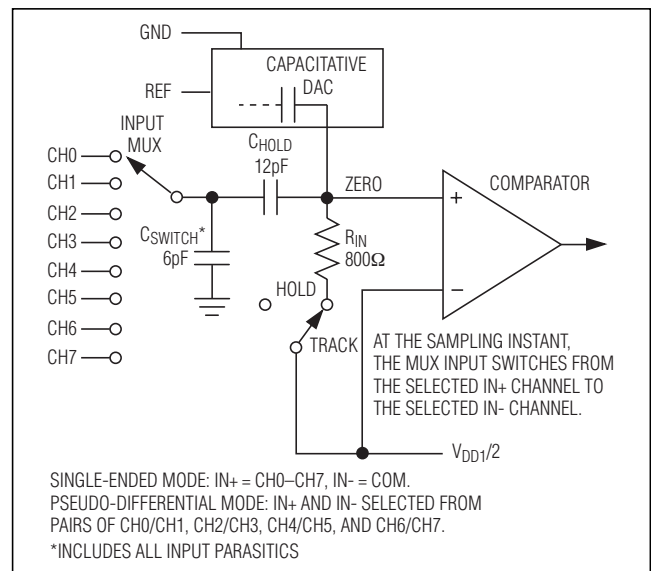 GND
CAPACITATIVE
DAC
REF
INPUT
MUX
CHOLD
12pF
CH0
CH1
CH2
CH3
CH4
CH5
CH6
CH7
ZERO
COMPARATOR
+
−
CSWITCH*
6pF
RIN
800Ω
HOLD
TRACK
AT THE SAMPLING INSTANT,
THE MUX INPUT SWITCHES FROM
THE SELECTED IN+ CHANNEL TO
THE SELECTED IN- CHANNEL.
VDD1/2
SINGLE-ENDED MODE: IN+ = CH0–CH7, IN- = COM.
PSEUDO-DIFFERENTIAL MODE: IN+ AND IN- SELECTED FROM
PAIRS OF CH0/CH1, CH2/CH3, CH4/CH5, AND CH6/CH7.
*INCLUDES ALL INPUT PARASITICS